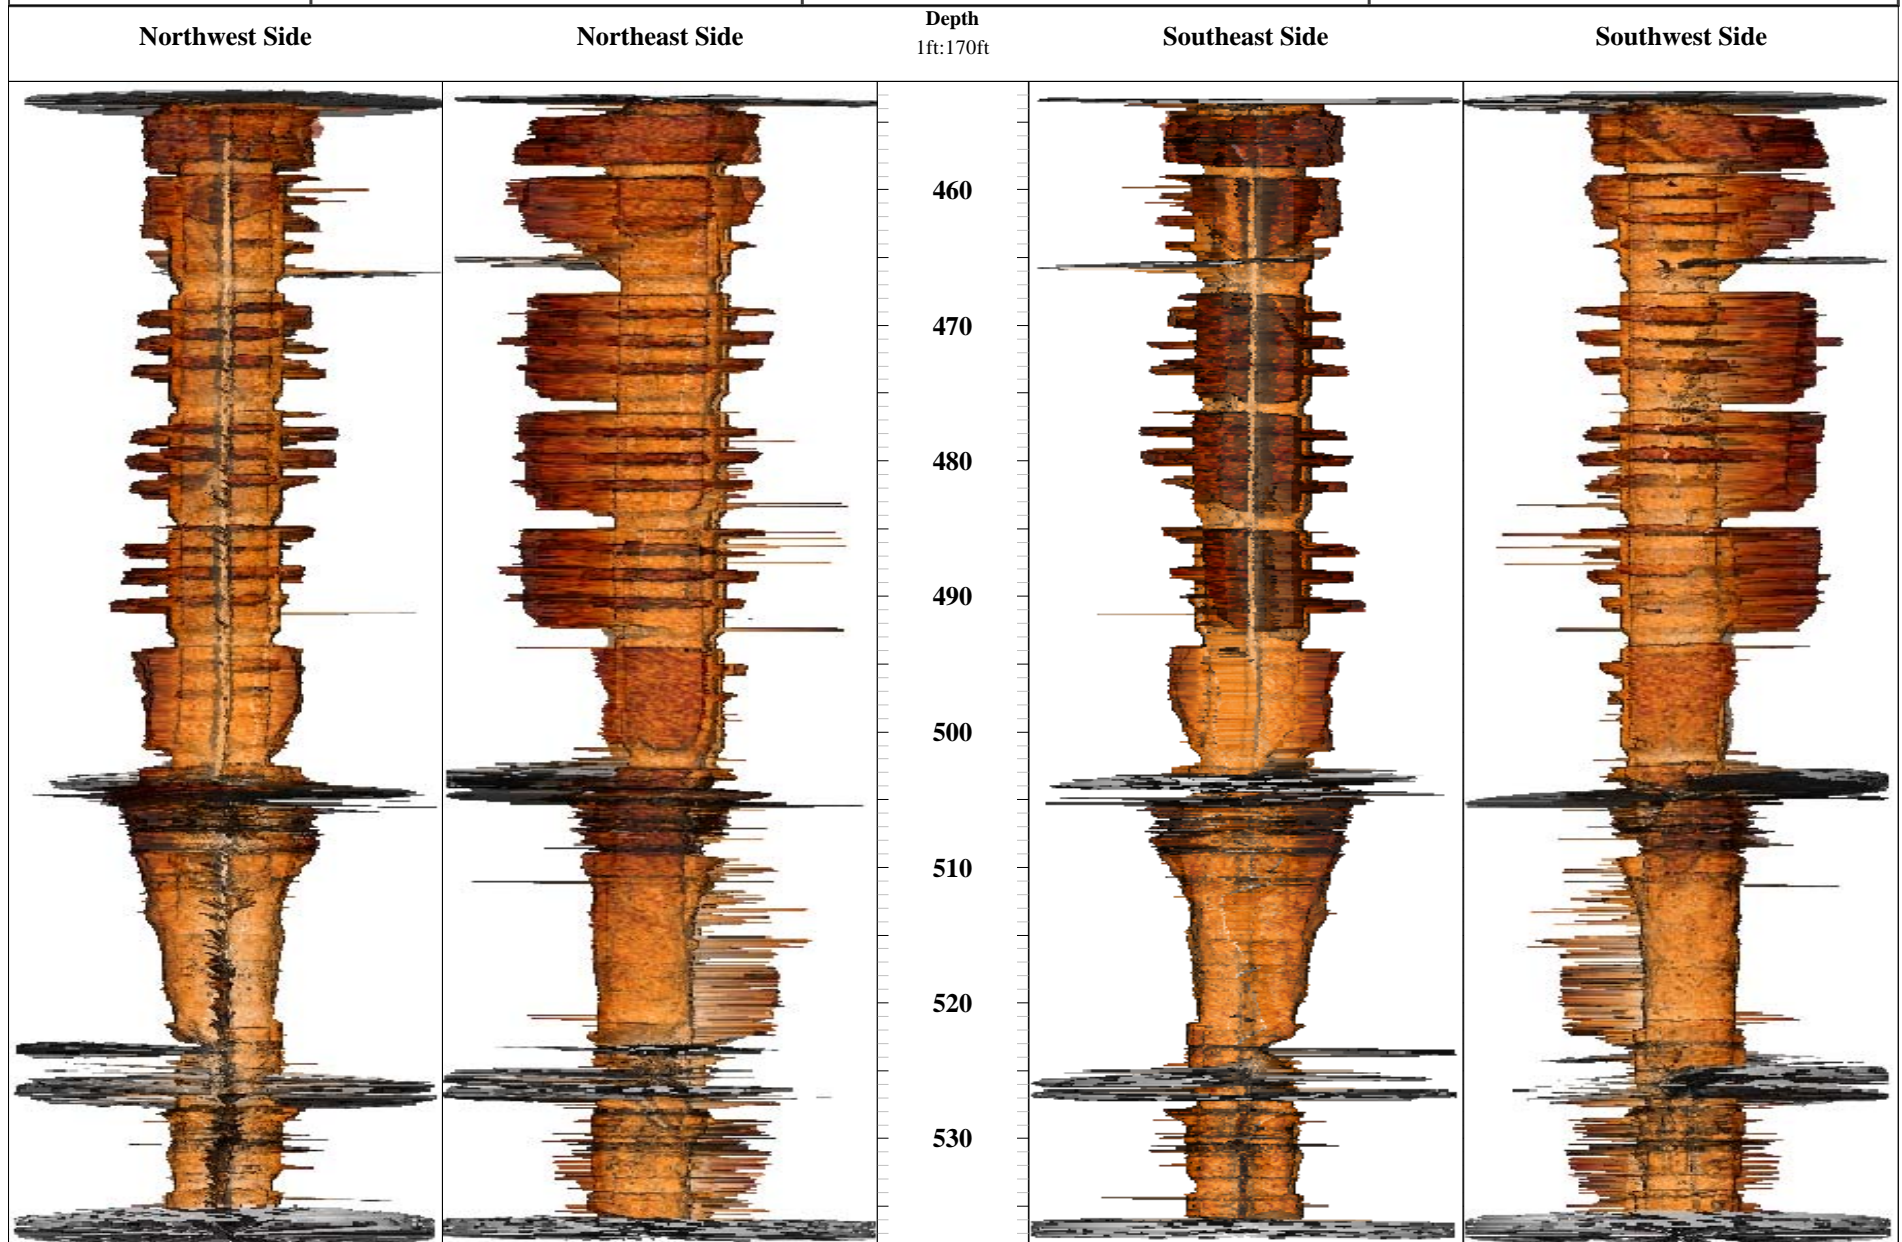 Northwest Side
Northeast Side
Depth
1ft:170ft
Southeast Side
Southwest Side
460
470
480
490
500
510
520
530